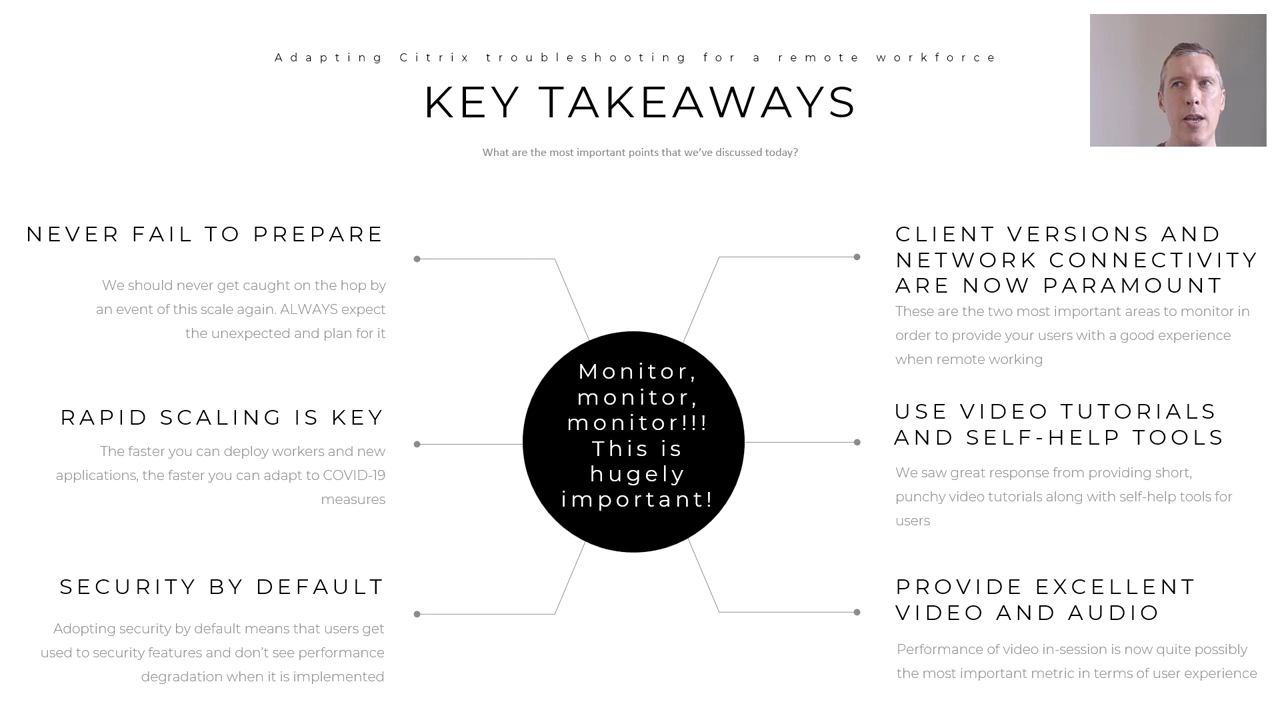 Adapting Citrix troubleshooting for a remote workforce
KEY TAKEAWAYS
What are the most important points that we've discussed today?
NEVER FAIL TO PREPARE
We should never get caught on the hop by
an event of this scale again. ALWAYS expect
the unexpected and plan for it
RAPID SCALING IS KEY
The faster you can deploy workers and new
applications, the faster you can adapt to COVID-19
measures
SECURITY BY DEFAULT
Adopting security by default means that users get
used to security features and don't see performance
degradation when it is implemented
Monitor,
monitor,
monitor!!!
This is
hugely
important!
CLIENT VERSIONS AND
NETWORK CONNECTIVITY
ARE NOW PARAMOUNT
These are the two most important areas to monitor in
order to provide your users with a good experience
when remote working
USE VIDEO TUTORIALS
AND SELF-HELP TOOLS
We saw great response from providing short,
punchy video tutorials along with self-help tools for
users
PROVIDE EXCELLENT
VIDEO AND AUDIO
Performance of video in-session is now quite possibly
the most important metric in terms of user experience